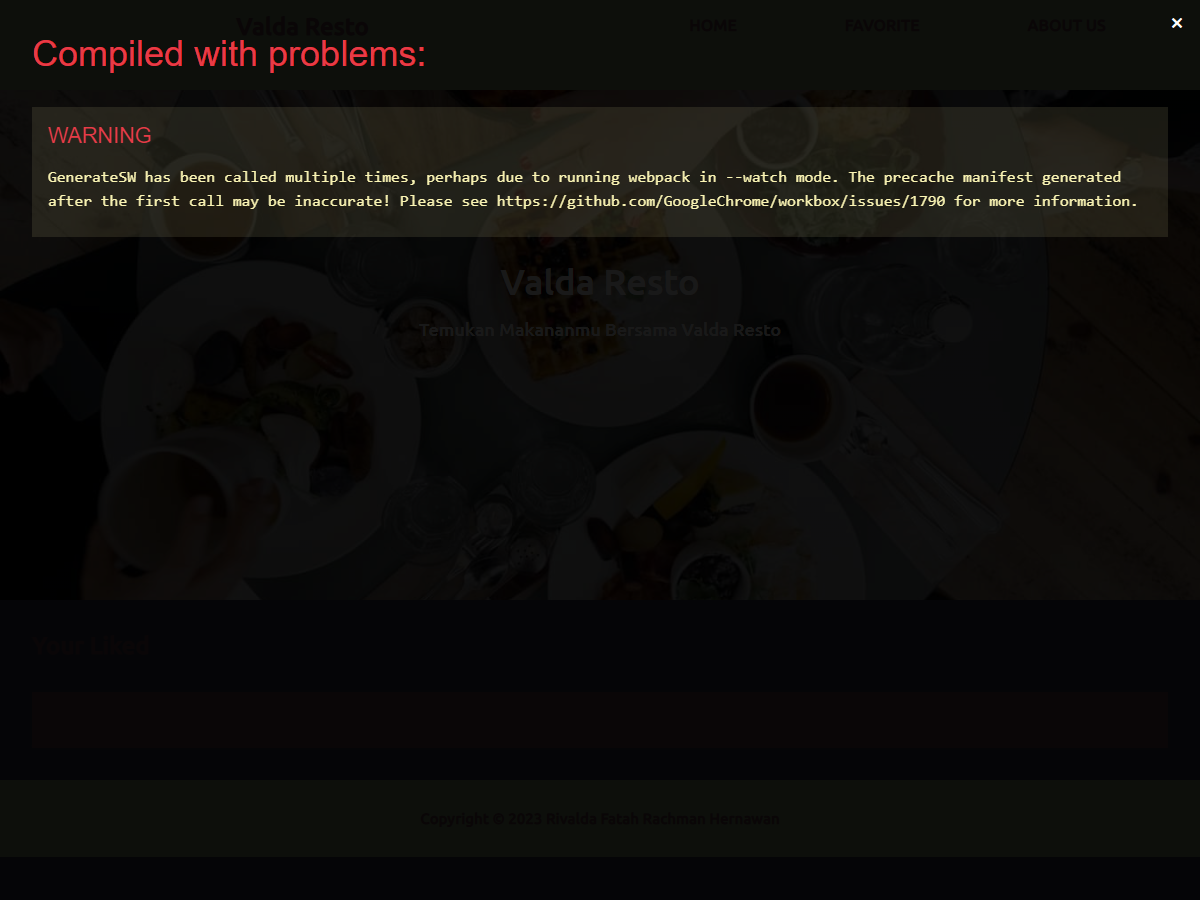 Valda Resto
HOME
FAVORITE
ABOUT US
×
Compiled with problems:
WARNING
GenerateSW has been called multiple times, perhaps due to running webpack in --watch mode. The precache manifest generated
after the first call may be inaccurate! Please see https://github.com/GoogleChrome/workbox/issues/1790 for more information.
Valda Resto
Temukan Makananmu Bersama Valda Resto
Your Liked
Copyright © 2023 Rivalda Fatah Rachman Hernawan